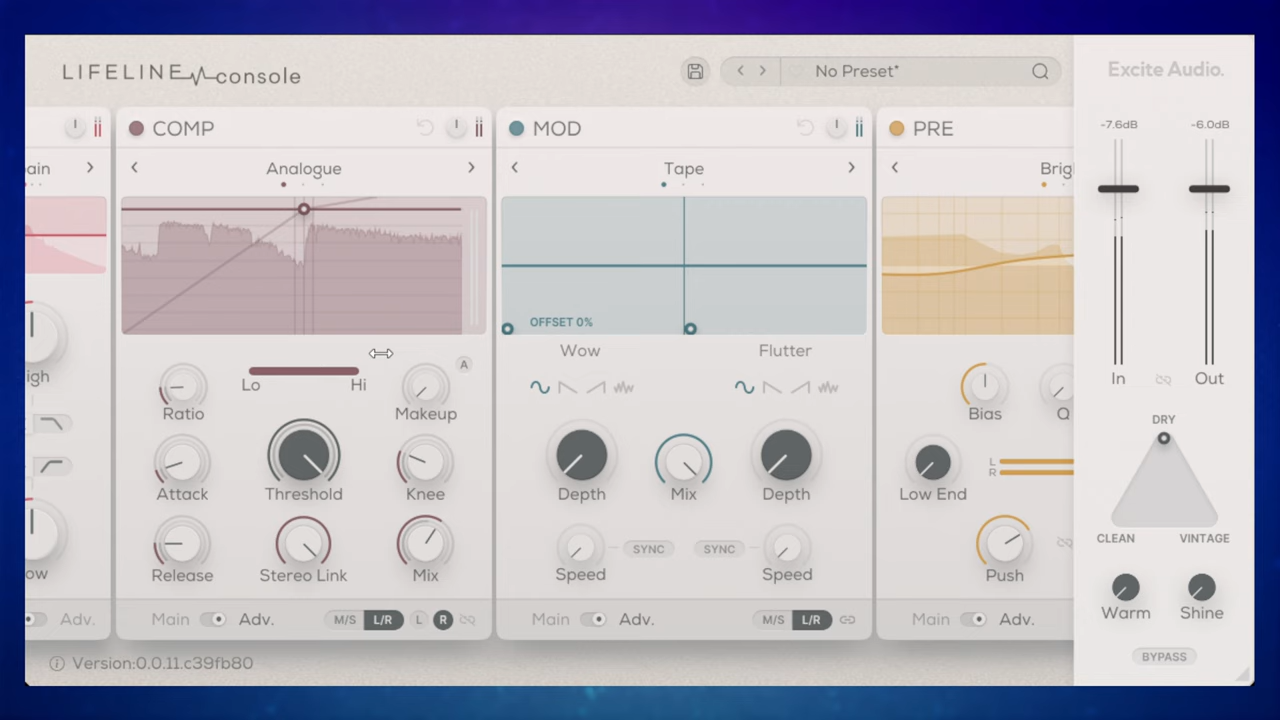 LIFELINE console
No Preset*
Excite Audio.
COMP
MOD
PRE
ain
Analogue
Tape
Brig
-7.6dB
-6.0dB
OFFSET 0%
Wow
Flutter
igh
Ratio
Lo
Hi
A
Makeup
Attack
Threshold
Knee
Release
Stereo Link
Mix
Depth
Mix
Depth
Speed
SYNC
SYNC
Speed
Bias
Q
Low End
L
R
Push
In
Out
DRY
CLEAN
VINTAGE
Warm
Shine
BYPASS
ow
Adv.
Main
Adv.
M/S
L/R
L
R
Main
Adv.
M/S
L/R
Main
Adv.
Version:0.0.11.c39fb80